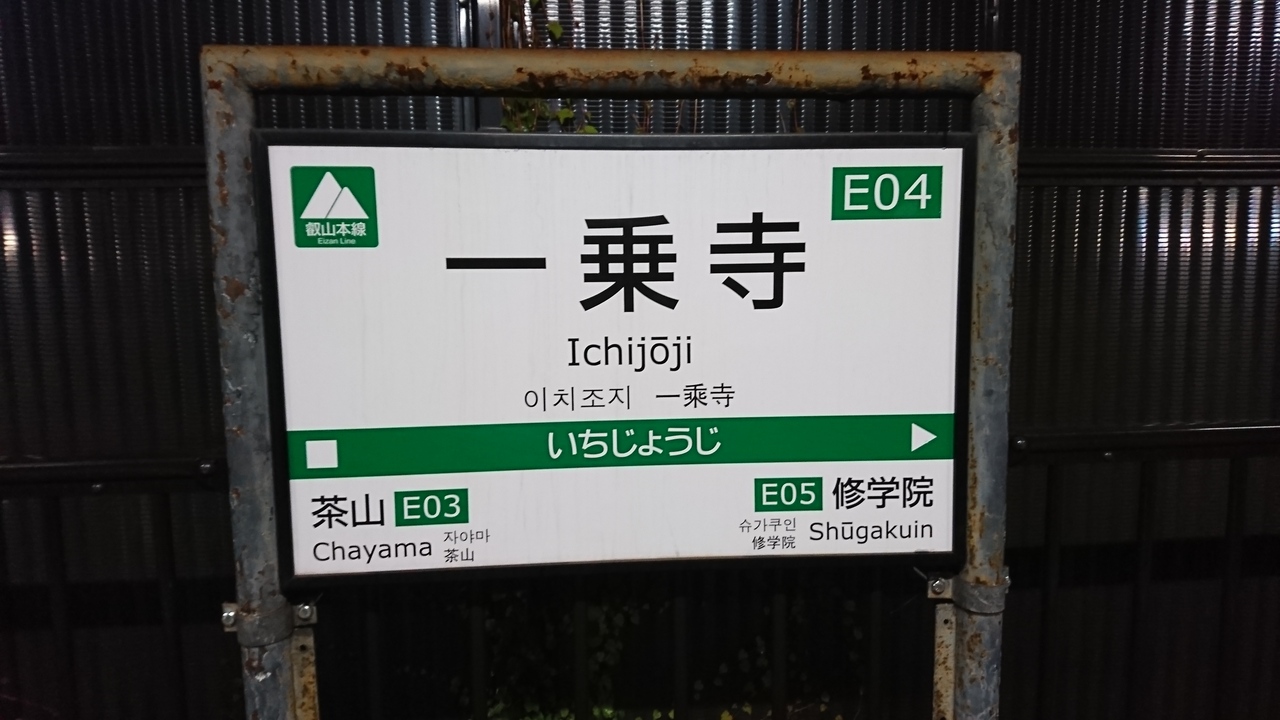 叡山本線
Eizan Line
E04
一乗寺
Ichijōji
이치조지 一乘寺
いちじょうじ
茶山 E03
Chayama 자야마
茶山
E05 修学院
슈가쿠인
修学院 Shūgakuin